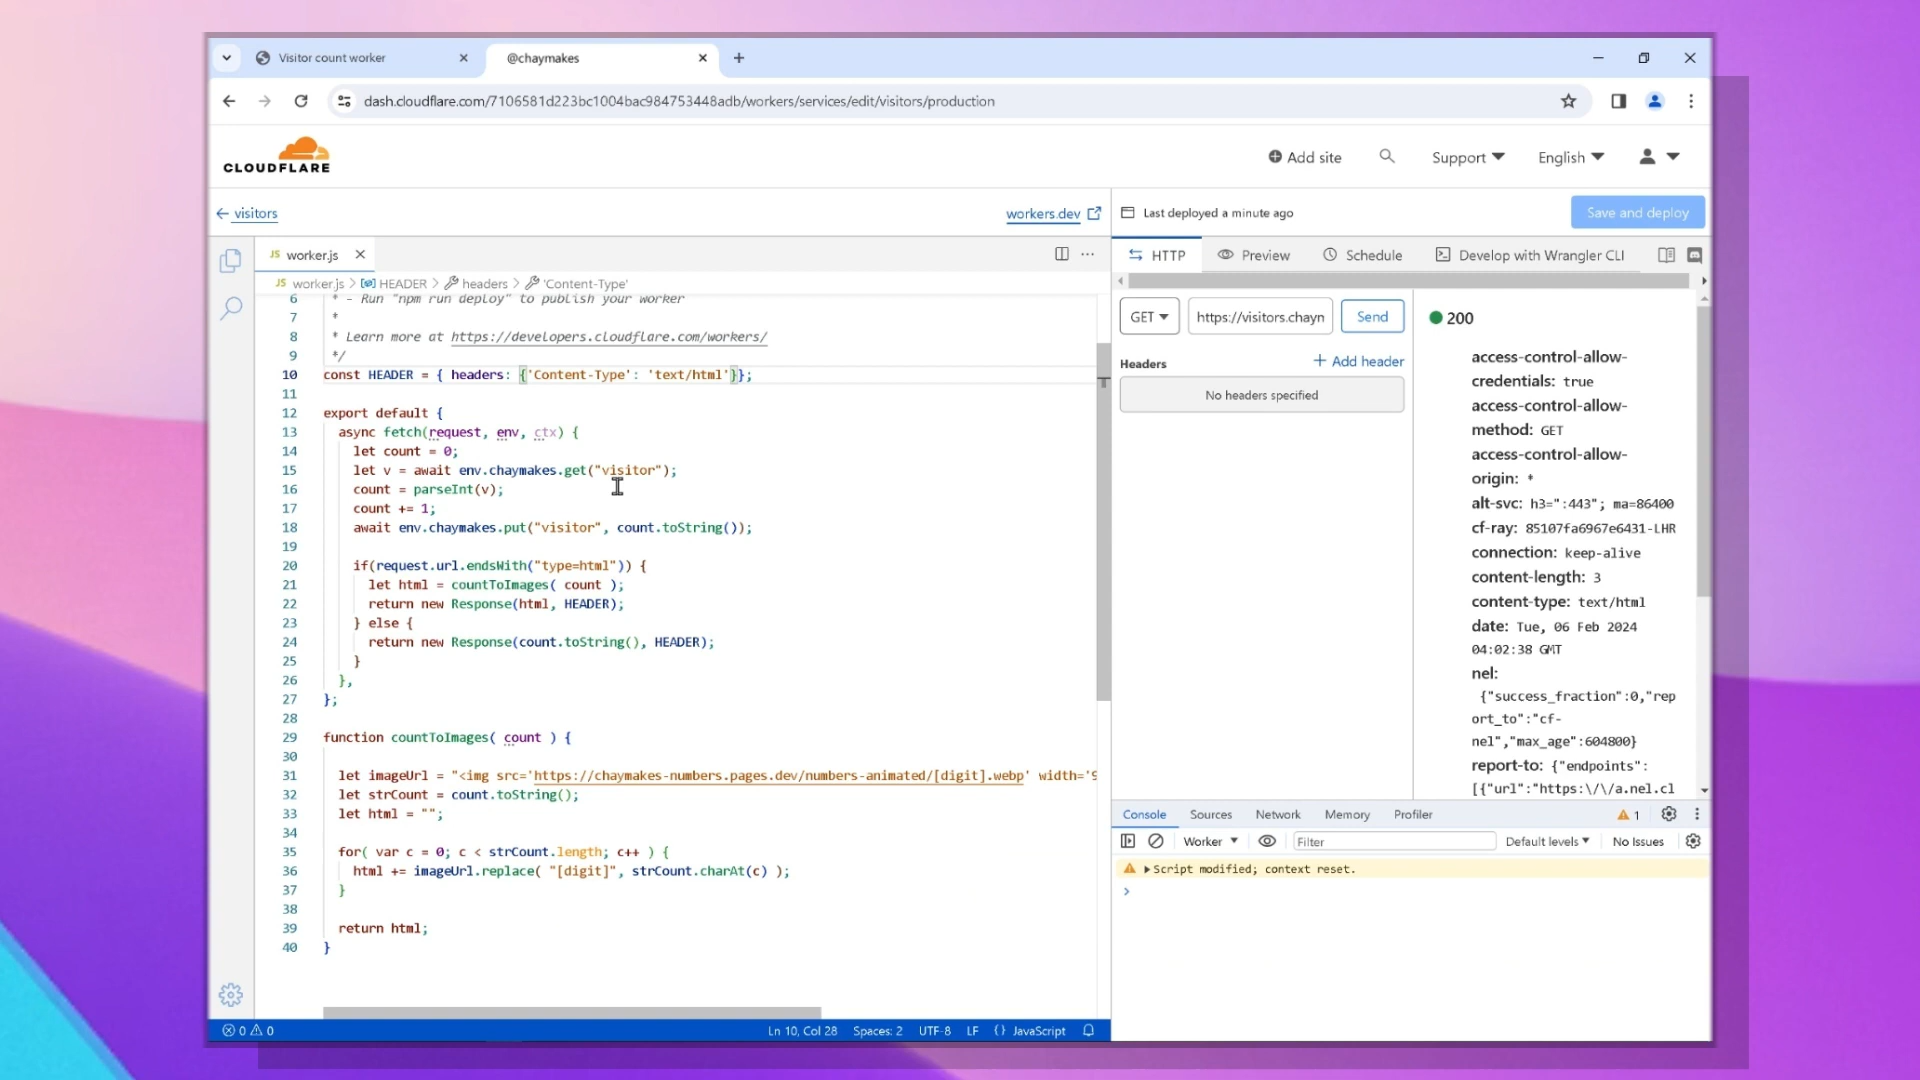 Visitor count worker
@chaymakes
dash.cloudflare.com/7106581d223bc1004bac984753448adb/workers/services/edit/visitors/production
CLOUDFLARE
Add site
Support
English
visitors
workers.dev
Last deployed a minute ago
Save and deploy
JS worker.js
HTTP
Preview
Schedule
Develop with Wrangler CLI
JS worker.js > HEADER > headers > 'Content-Type'
6 * - Run "npm run deploy" to publish your worker
7 *
8 * Learn more at https://developers.cloudflare.com/workers/
9 */
10 const HEADER = { headers: {'Content-Type': 'text/html'}};
11
12 export default {
13 async fetch(request, env, ctx) {
14 let count = 0;
15 let v = await env.chaymakes.get("visitor");
16 count = parseInt(v);
17 count += 1;
18 await env.chaymakes.put("visitor", count.toString());
19
20 if(request.url.endsWith("type=html")) {
21 let html = countToImages( count );
22 return new Response(html, HEADER);
23 } else {
24 return new Response(count.toString(), HEADER);
25 }
26 },
27 };
28
29 function countToImages( count ) {
30
31 let imageUrl = "<img src='https://chaymakes-numbers.pages.dev/numbers-animated/[digit].webp' width='9
32 let strCount = count.toString();
33 let html = "";
34
35 for( var c = 0; c < strCount.length; c++ ) {
36 html += imageUrl.replace( "[digit]", strCount.charAt(c) );
37 }
38
39 return html;
40 }
Ln 10, Col 28
Spaces: 2
UTF-8
LF
{} JavaScript
0 0
GET
https://visitors.chaym
Send
Headers
+ Add header
No headers specified
200
access-control-allow-
credentials: true
access-control-allow-
method: GET
access-control-allow-
origin: *
alt-svc: h3=":443"; ma=86400
cf-ray: 85107fa6967e6431-LHR
connection: keep-alive
content-length: 3
content-type: text/html
date: Tue, 06 Feb 2024
04:02:38 GMT
nel:
{"success_fraction":0,"rep
ort_to":"cf-
nel","max_age":604800}
report-to: {"endpoints":
[{"url":"https:\/\/a.nel.cl
Console
Sources
Network
Memory
Profiler
1
Worker
Filter
Default levels
No Issues
Script modified; context reset.